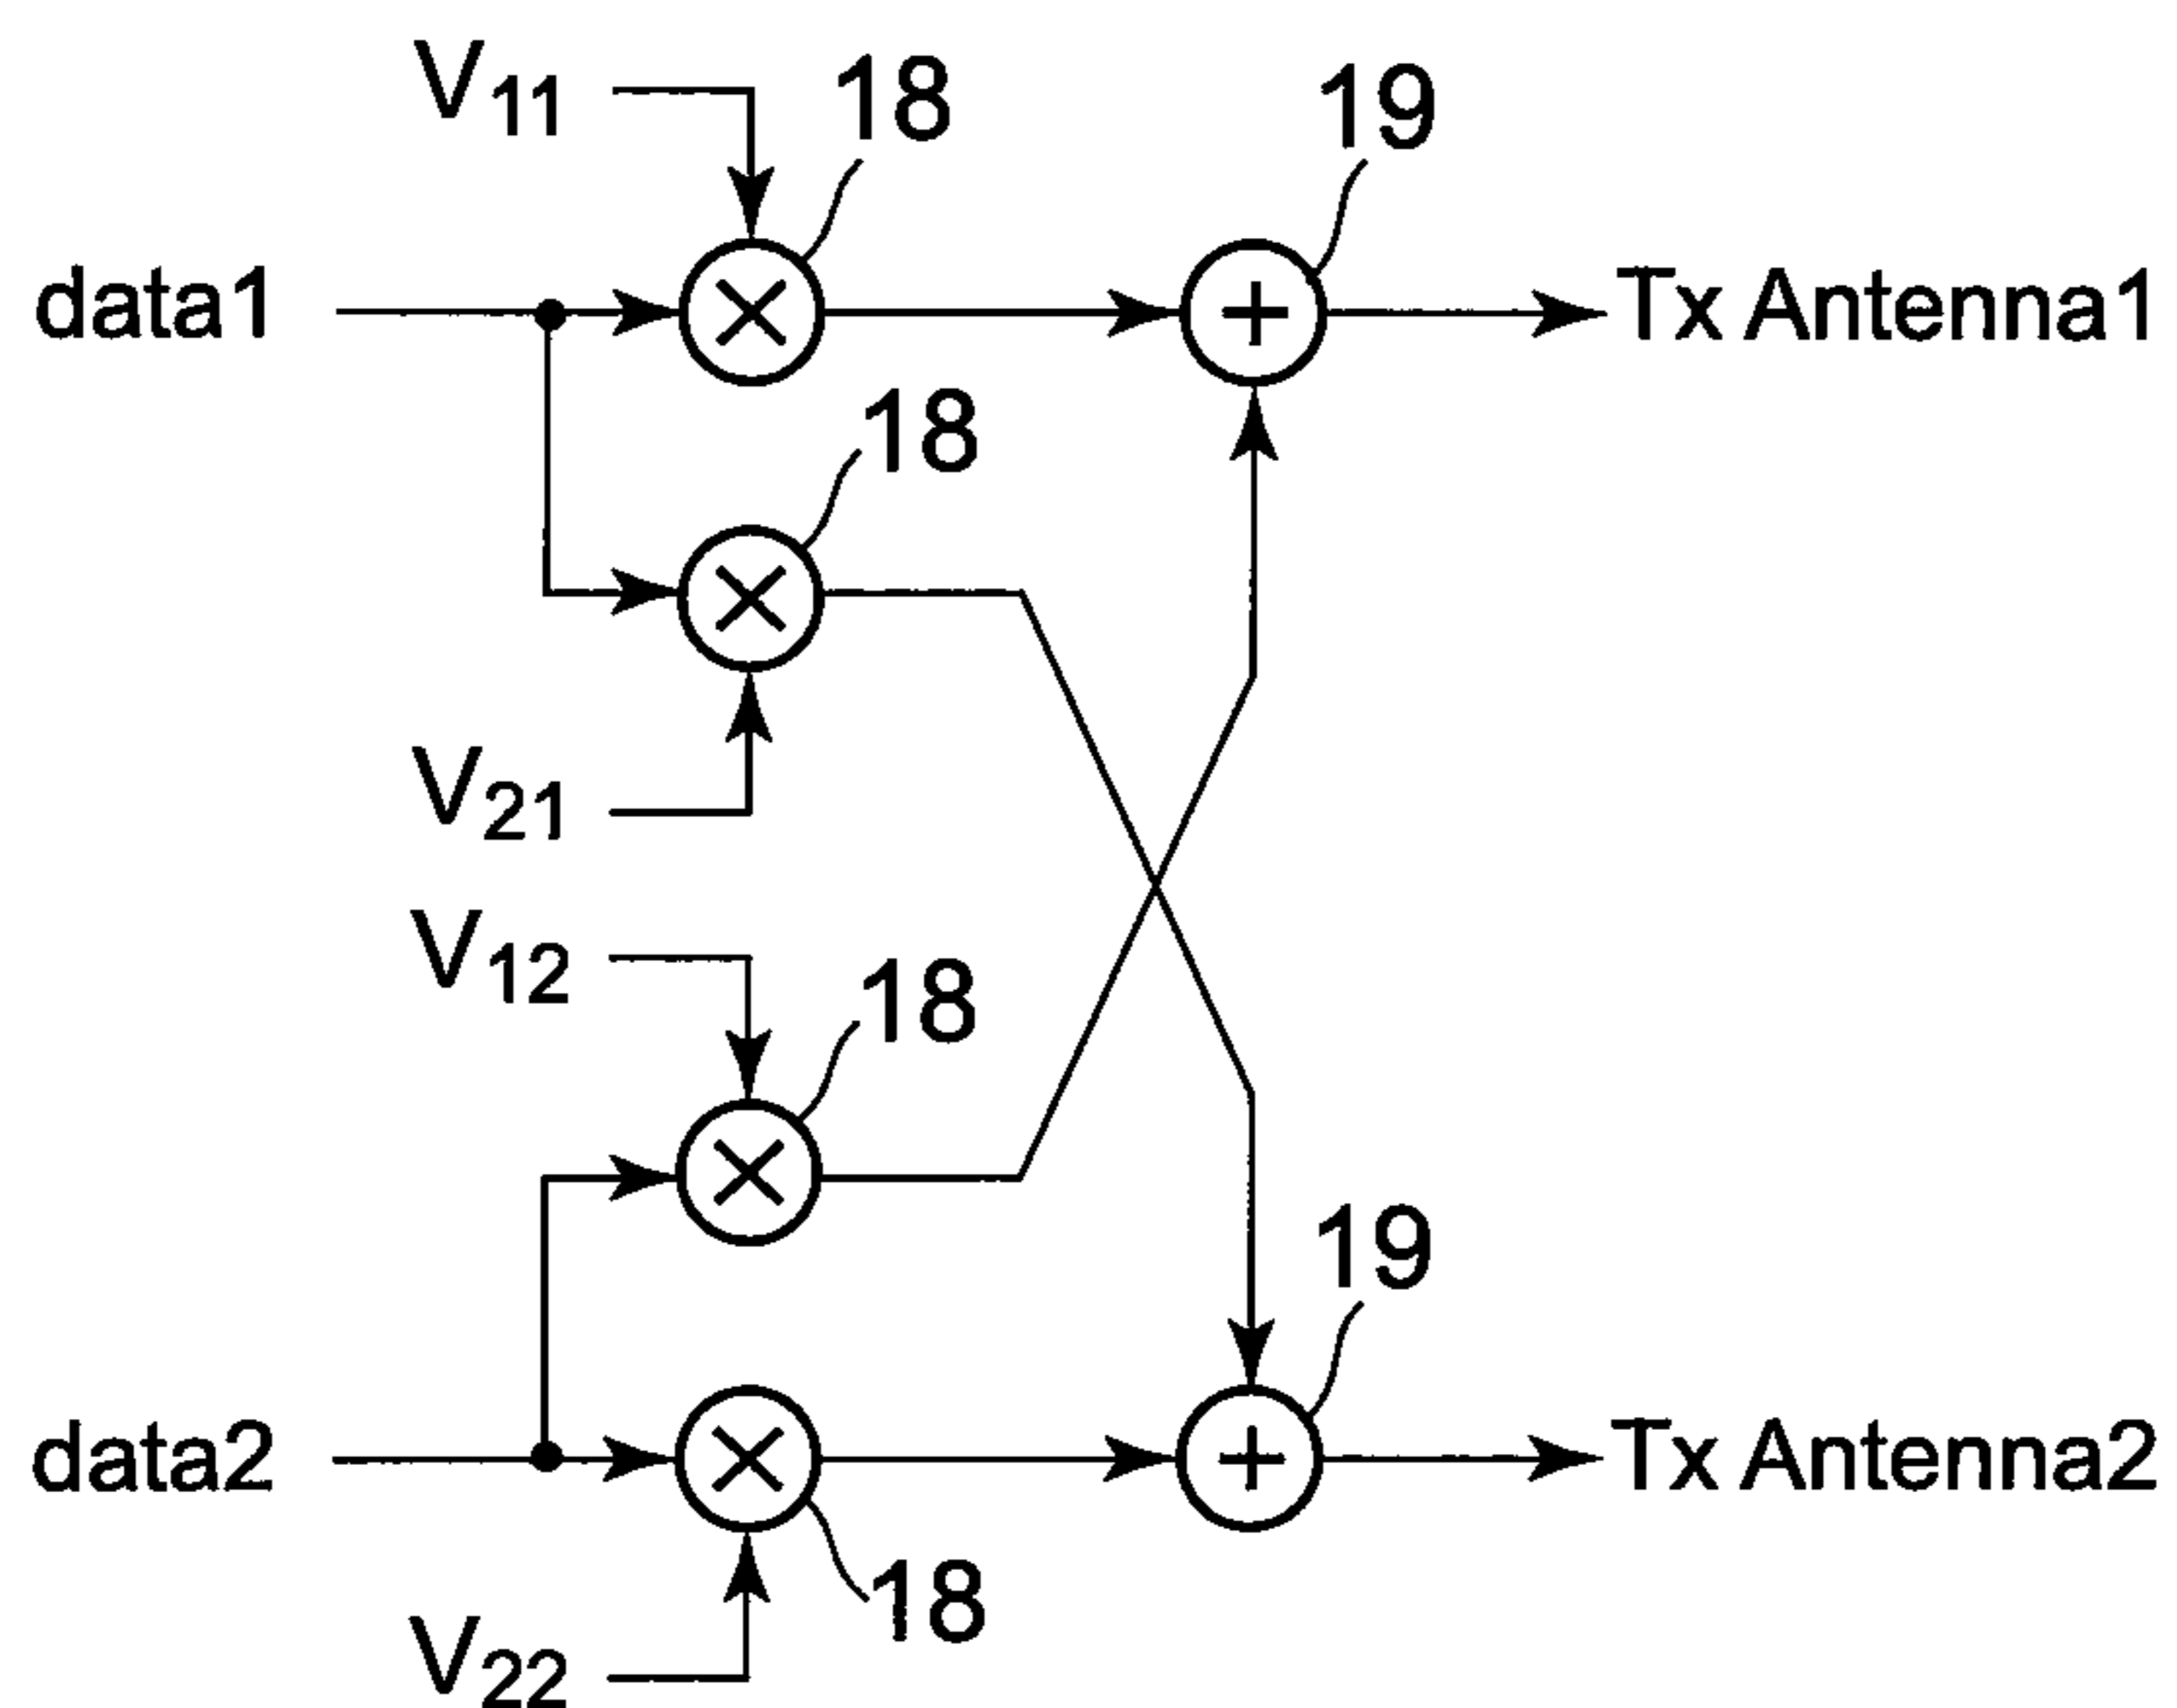 V11
18
19
data1
Tx Antenna1
18
V21
V12
18
19
data2
Tx Antenna2
18
V22